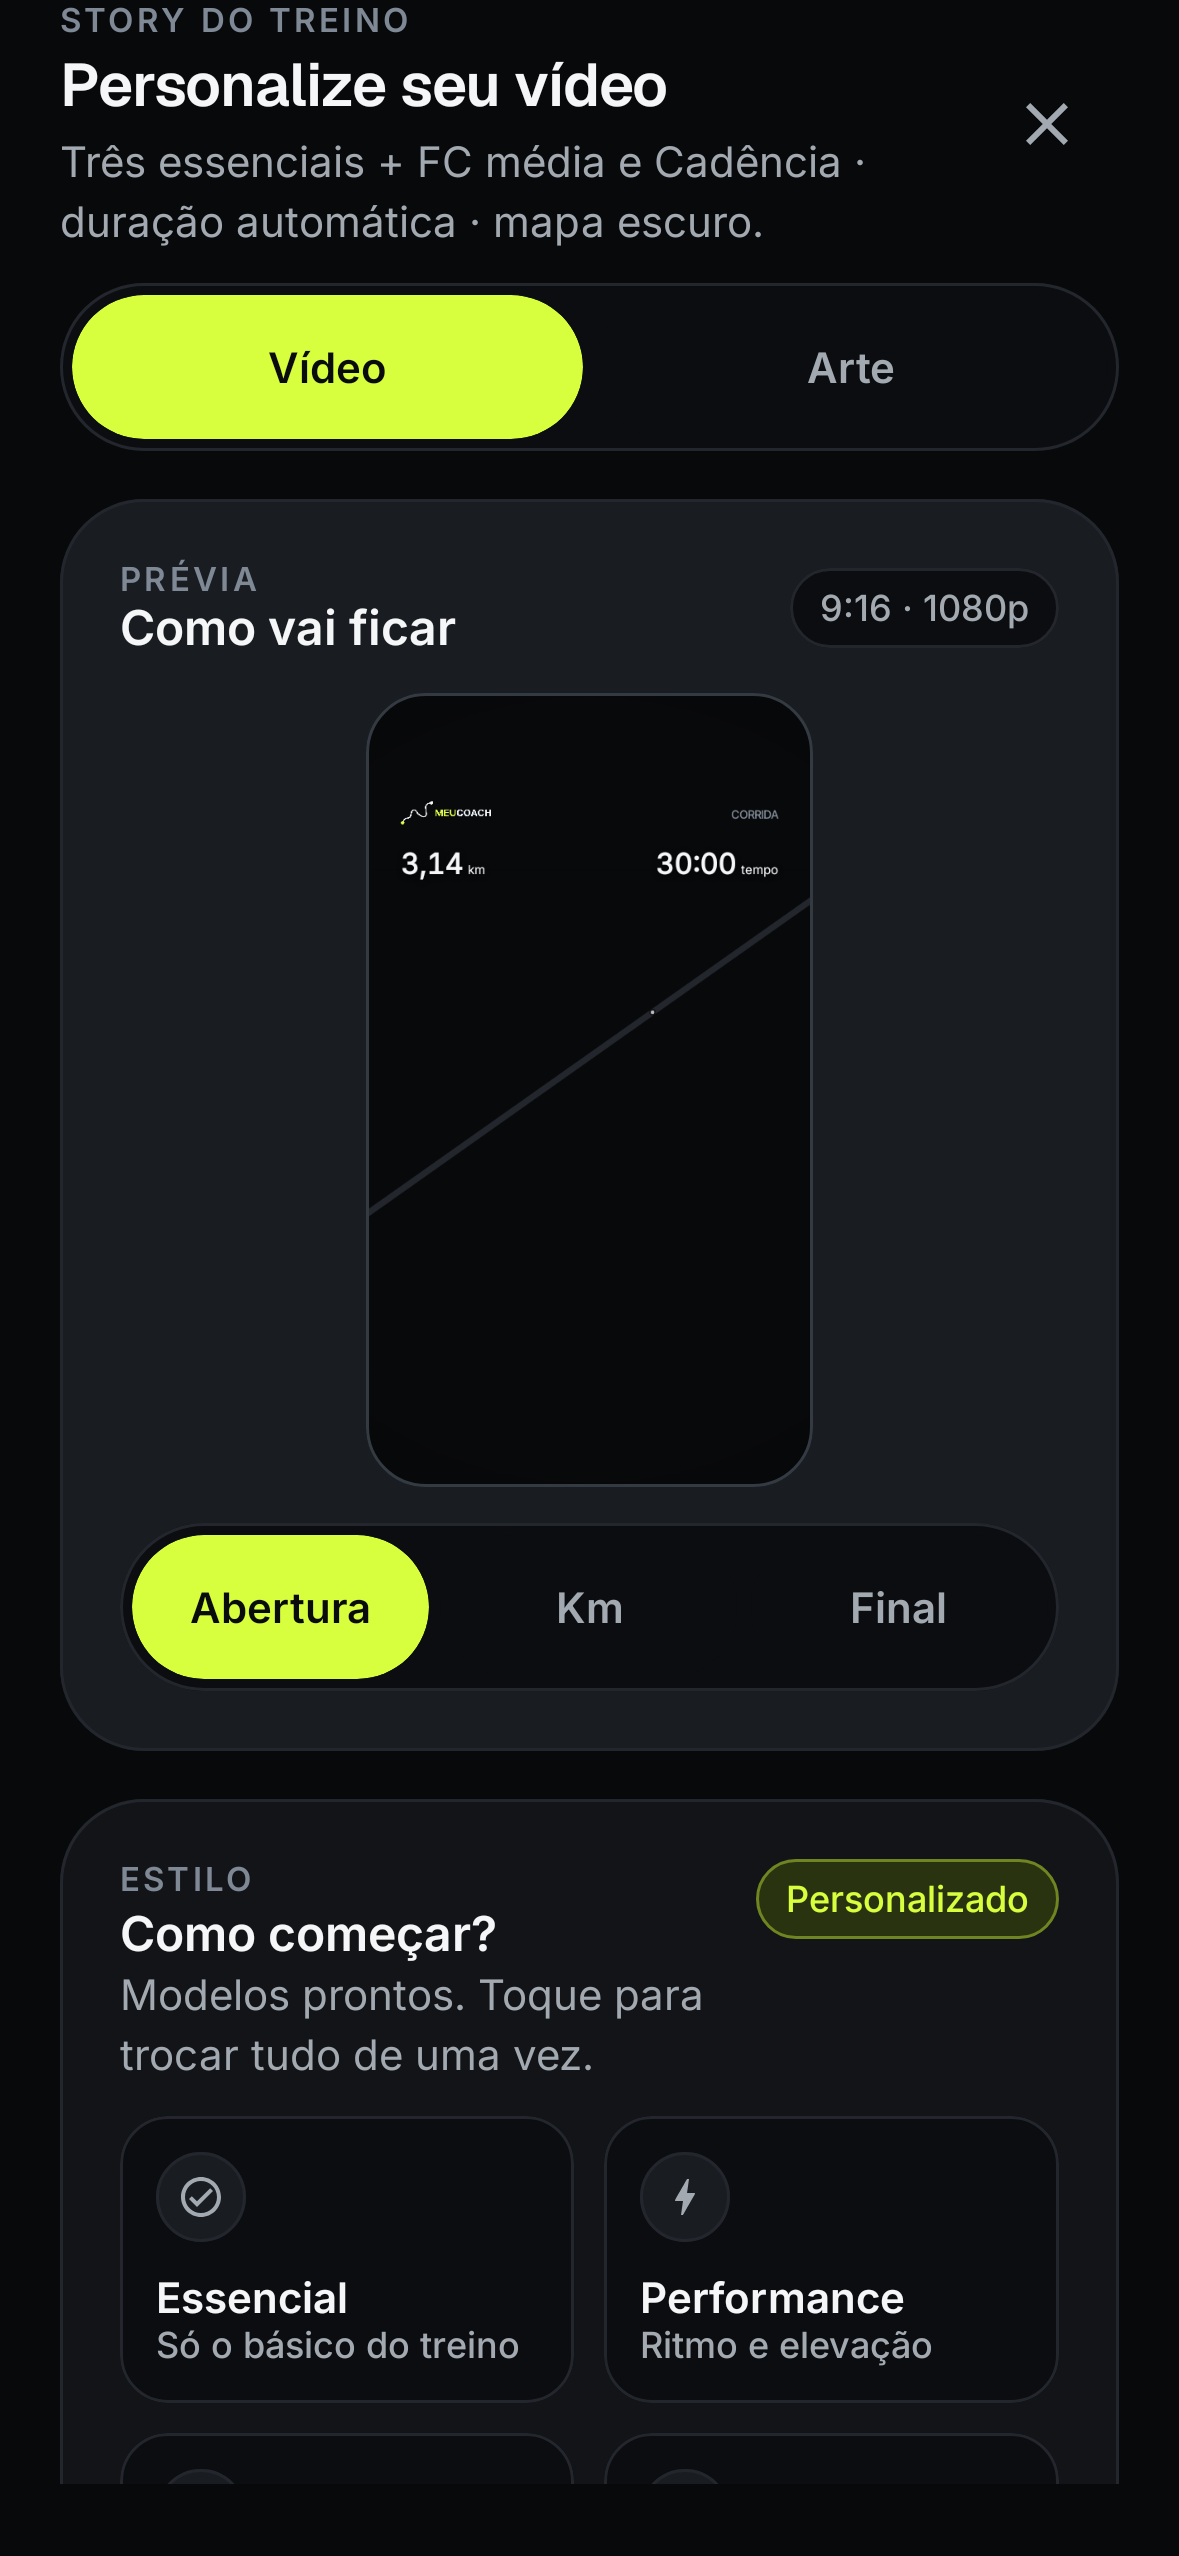 STORY DO TREINO
Personalize seu vídeo
Três essenciais + FC média e Cadência ·
duração automática · mapa escuro.
Vídeo
Arte
PRÉVIA
Como vai ficar
9:16 · 1080p
MEUCOACH
CORRIDA
3,14 km
30:00 tempo
Abertura
Km
Final
ESTILO
Como começar?
Personalizado
Modelos prontos. Toque para
trocar tudo de uma vez.
Essencial
Só o básico do treino
Performance
Ritmo e elevação